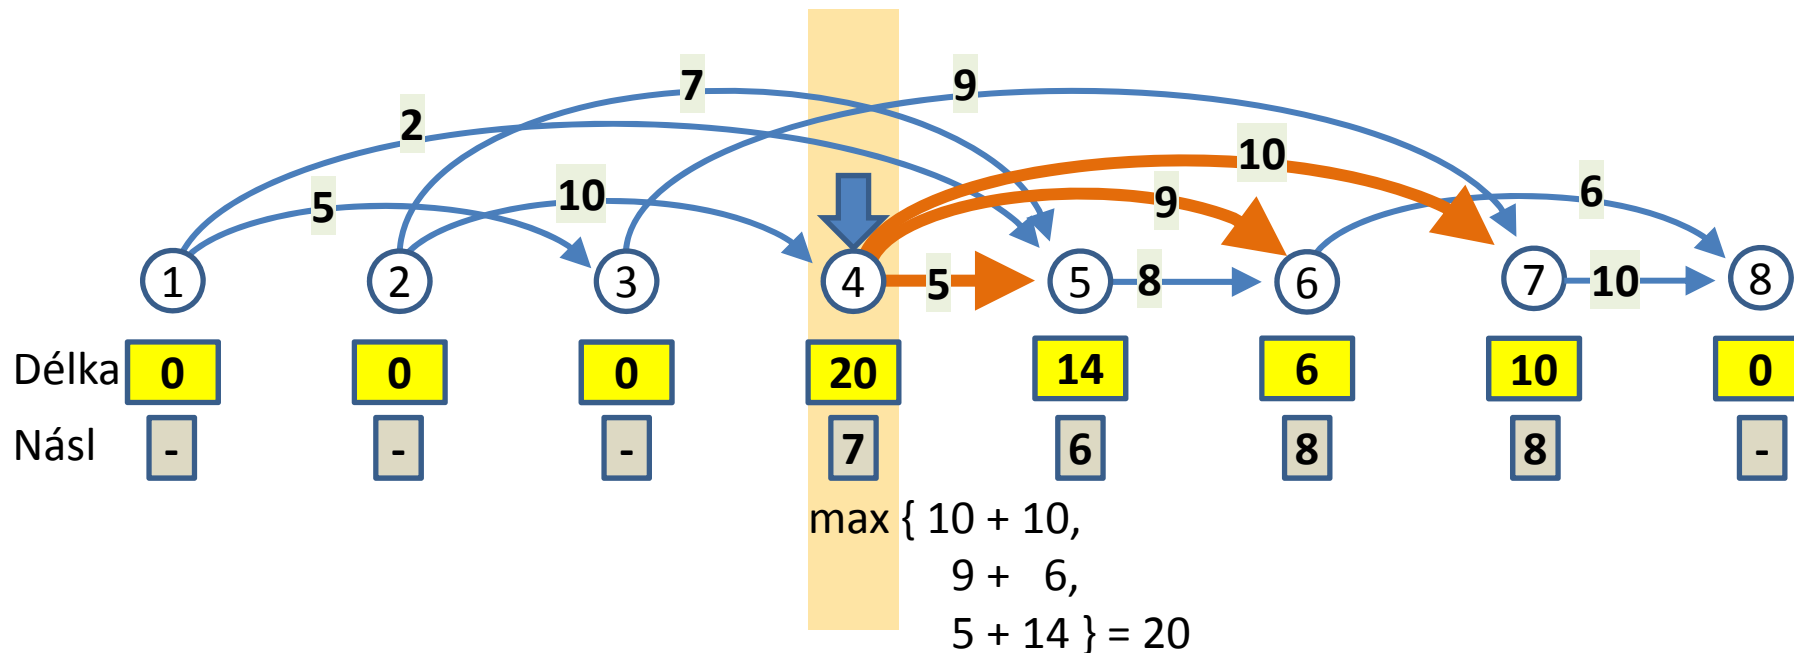 7 9
2
10
5 10 9 6
1 2 3 4 5 5 8 6 7 10 8
Délka 0 0 0 20 14 6 10 0
Násl - - - 7 6 8 8 -
max { 10 + 10,
9 + 6,
5 + 14 } = 20